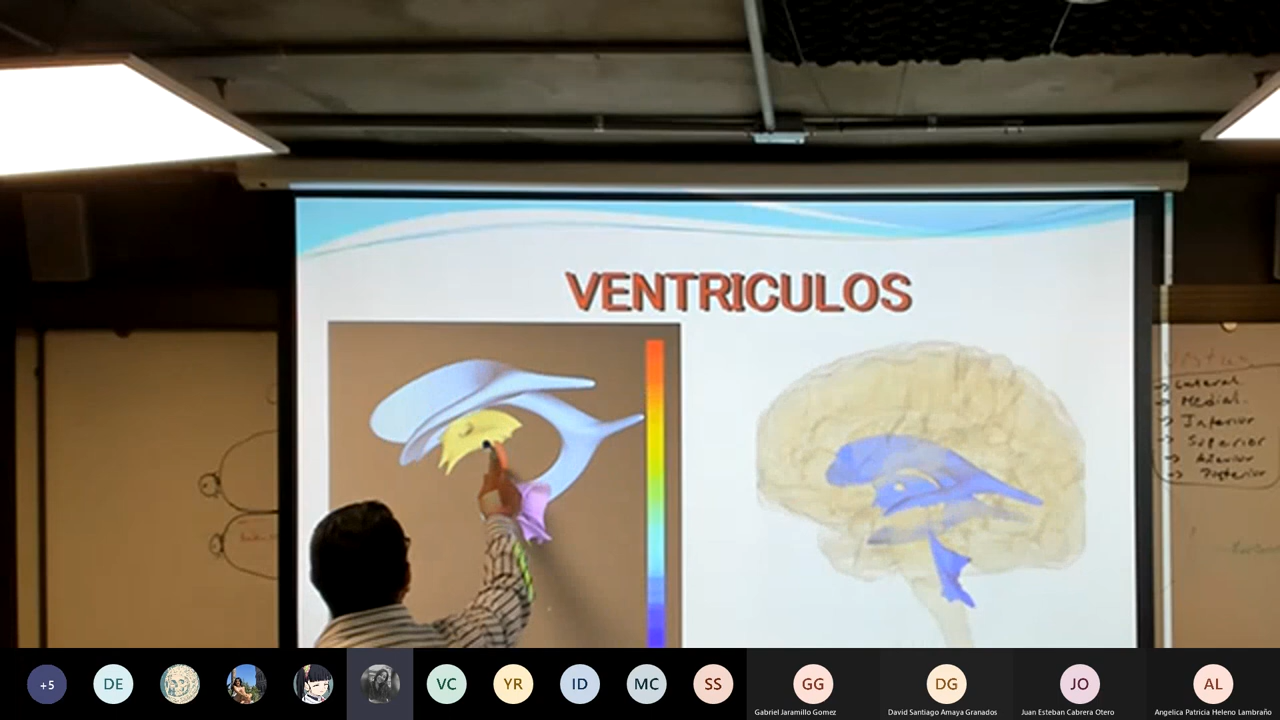 VENTRICULOS
Lateral
Medial.
Inferior
Superior
Posterior
+5
DE
VC
YR
ID
MC
SS
GG
DG
JO
AL
Gabriel Jaramillo Gomez
David Santiago Amaya Granados
Juan Esteban Cabrera Otero
Angelica Patricia Heleno Lambraño